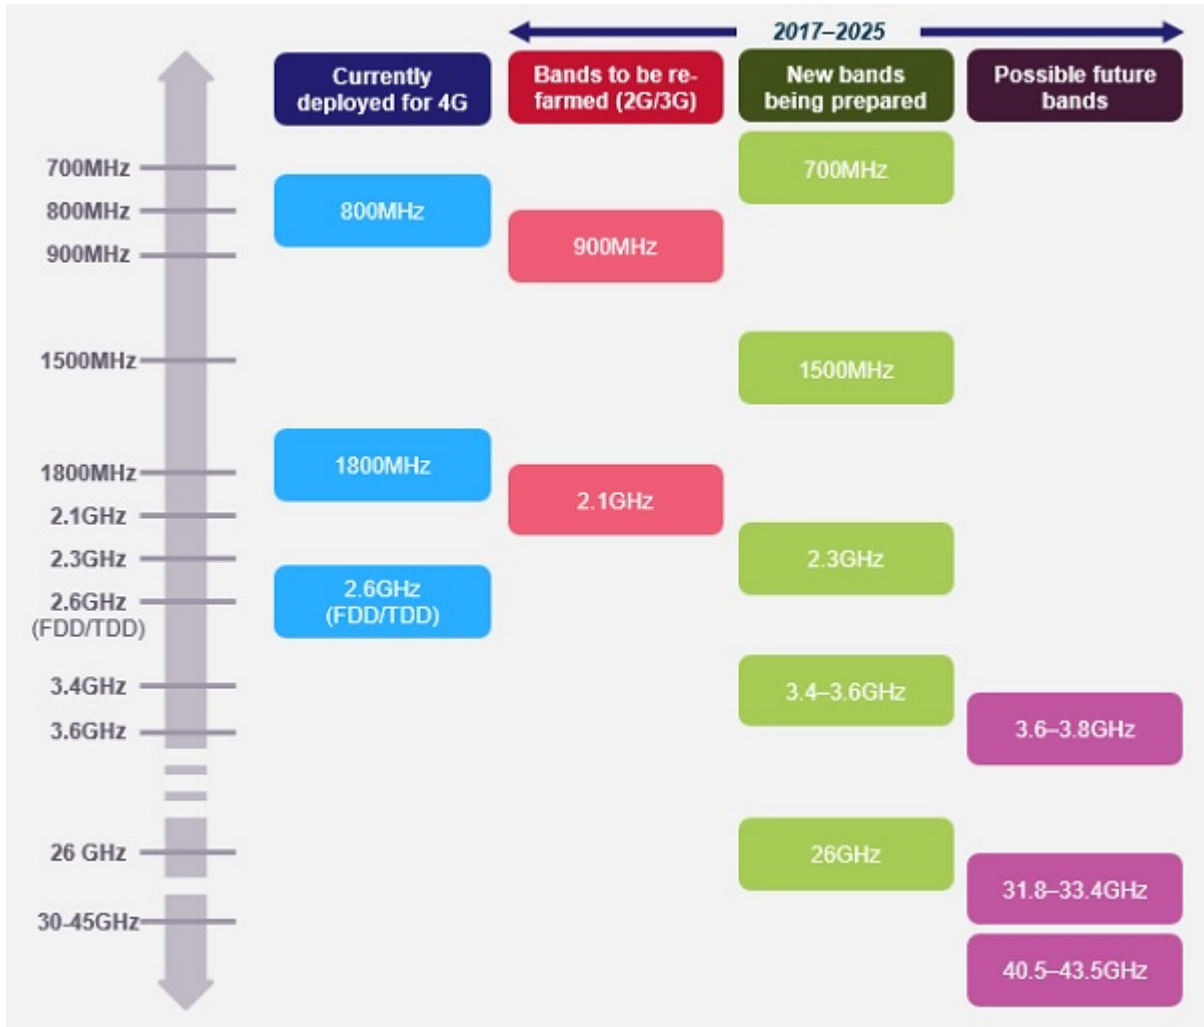 2017–2025
Currently
deployed for 4G
Bands to be re-
farmed (2G/3G)
New bands
being prepared
Possible future
bands
700MHz
800MHz
900MHz
1500MHz
1800MHz
2.1GHz
2.3GHz
2.6GHz
(FDD/TDD)
3.4GHz
3.6GHz
26 GHz
30-45GHz
800MHz
1800MHz
2.6GHz
(FDD/TDD)
900MHz
2.1GHz
700MHz
1500MHz
2.3GHz
3.4–3.6GHz
26GHz
3.6–3.8GHz
31.8–33.4GHz
40.5–43.5GHz